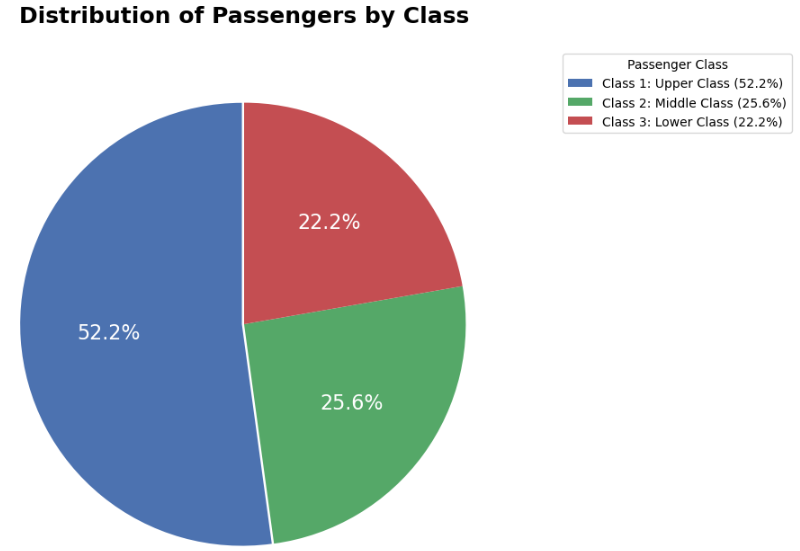 Distribution of Passengers by Class
Passenger Class
Class 1: Upper Class (52.2%)
Class 2: Middle Class (25.6%)
Class 3: Lower Class (22.2%)
22.2%
52.2%
25.6%